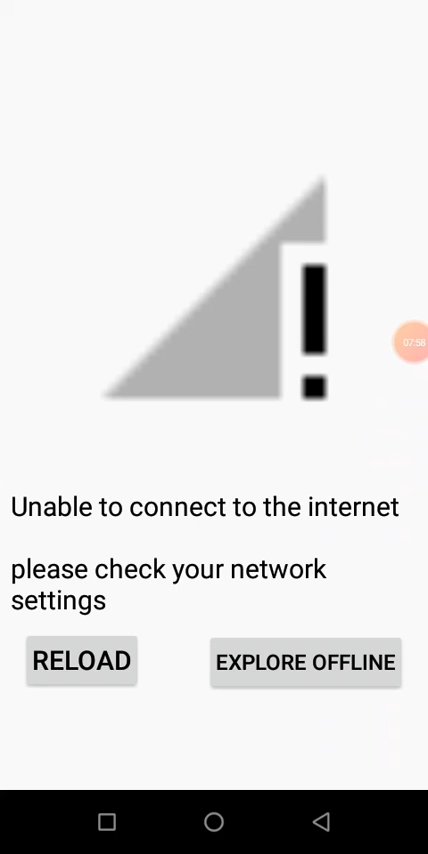 07:58
Unable to connect to the internet
please check your network
settings
RELOAD
EXPLORE OFFLINE